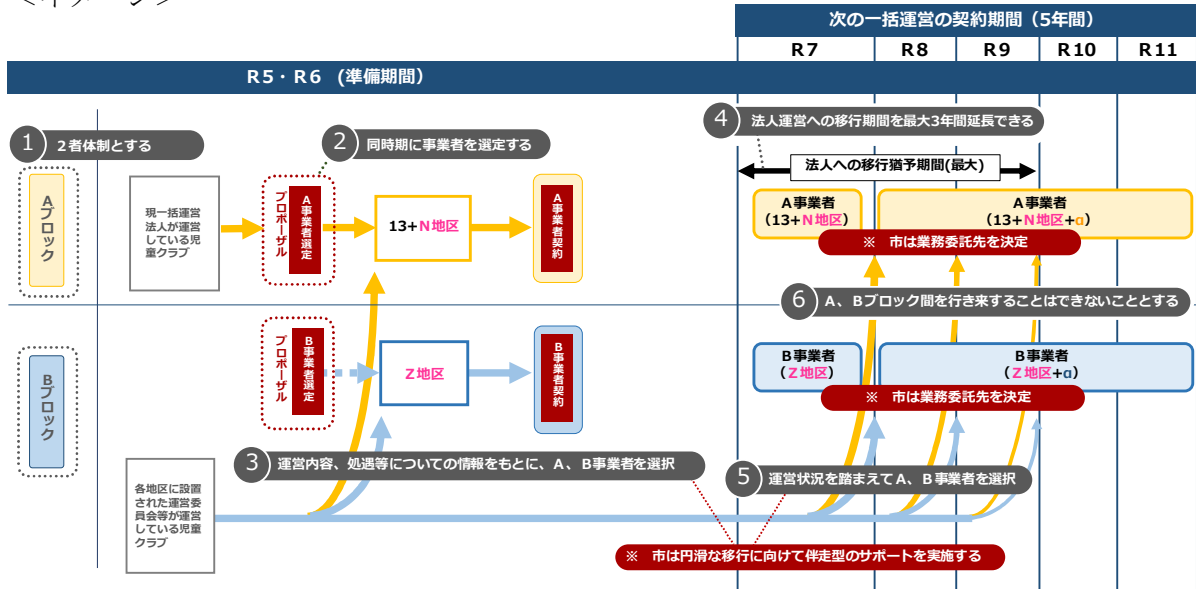 <イメージ>
次の一括運営の契約期間（5年間）
R7
R8
R9
R10
R11
R5・R6 （準備期間）
1 2者体制とする
2 同時期に事業者を選定する
4 法人運営への移行期間を最大3年間延長できる
法人への移行猶予期間(最大)
Aブロック
現一括運営
法人が運営
している児
童クラブ
プロポーザル
A事業者選定
13+N地区
A事業者契約
A事業者
（13+N地区）
A事業者
（13+N地区+α）
※ 市は業務委託先を決定
6 A、Bブロック間を行き来することはできないこととする
Bブロック
プロポーザル
B事業者選定
Z地区
B事業者契約
B事業者
（Z地区）
B事業者
（Z地区+α）
※ 市は業務委託先を決定
3 運営内容、処遇等についての情報をもとに、A、B事業者を選択
5 運営状況を踏まえてA、B事業者を選択
各地区に設置
された運営委
員会等が運営
している児童
クラブ
※ 市は円滑な移行に向けて伴走型のサポートを実施する